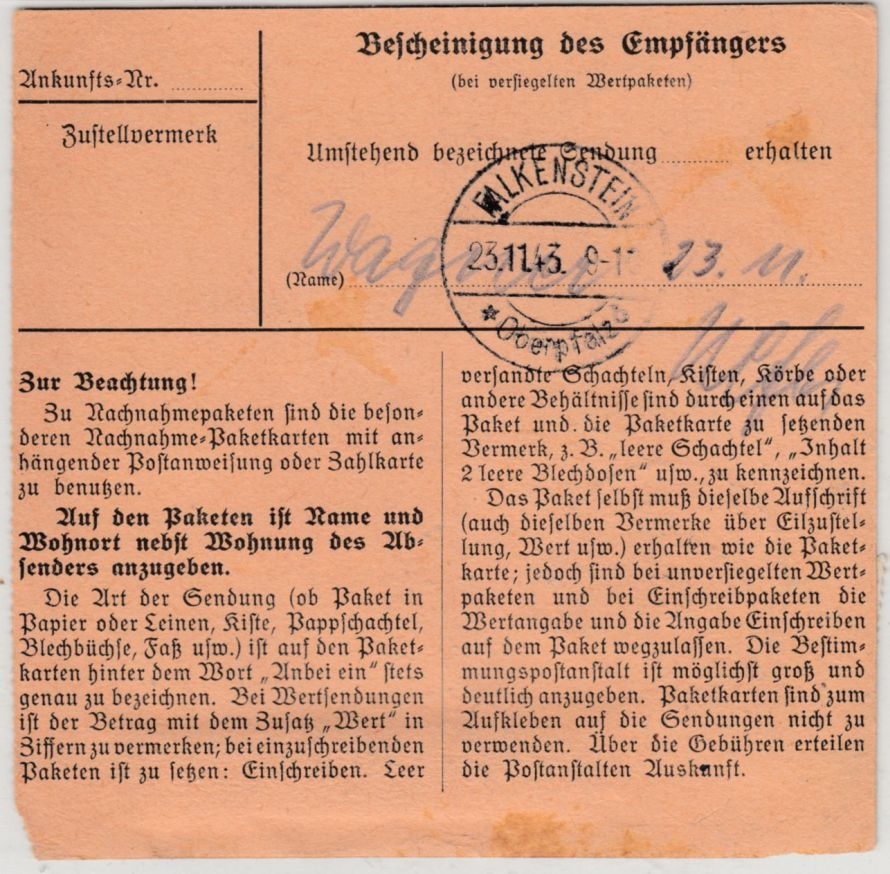 Ankunfts-Nr. ..........
Zustellvermerk
Bescheinigung des Empfängers
(bei versiegelten Wertpaketen)
Umstehend bezeichnete Sendung .......... erhalten
FALKENSTEIN
23.11.43. 9-1
* Oberpfalz
(Name) Wagner 23. 11.
Zur Beachtung!
Zu Nachnahmepaketen sind die beson-
deren Nachnahme-Paketkarten mit an-
hängender Postanweisung oder Zahlkarte
zu benutzen.
Auf den Paketen ist Name und
Wohnort nebst Wohnung des Ab-
senders anzugeben.
Die Art der Sendung (ob Paket in
Papier oder Leinen, Kiste, Pappschachtel,
Blechbüchse, Faß usw.) ist auf den Paket-
karten hinter dem Wort „Anbei ein“ stets
genau zu bezeichnen. Bei Wertsendungen
ist der Betrag mit dem Zusatz „Wert“ in
Ziffern zu vermerken; bei einzuschreibenden
Paketen ist zu setzen: Einschreiben. Leer
versandte Schachteln, Kisten, Körbe oder
andere Behältnisse sind durch einen auf das
Paket und die Paketkarte zu setzenden
Vermerk, z. B. „leere Schachtel“, „Inhalt
2 leere Blechdosen“ usw., zu kennzeichnen.
Das Paket selbst muß dieselbe Aufschrift
(auch dieselben Vermerke über Eilzustel-
lung, Wert usw.) erhalten wie die Paket-
karte; jedoch sind bei unversiegelten Wert-
paketen und bei Einschreibpaketen die
Wertangabe und die Angabe Einschreiben
auf dem Paket wegzulassen. Die Bestim-
mungspostanstalt ist möglichst groß und
deutlich anzugeben. Paketkarten sind zum
Aufkleben auf die Sendungen nicht zu
verwenden. Über die Gebühren erteilen
die Postanstalten Auskunft.